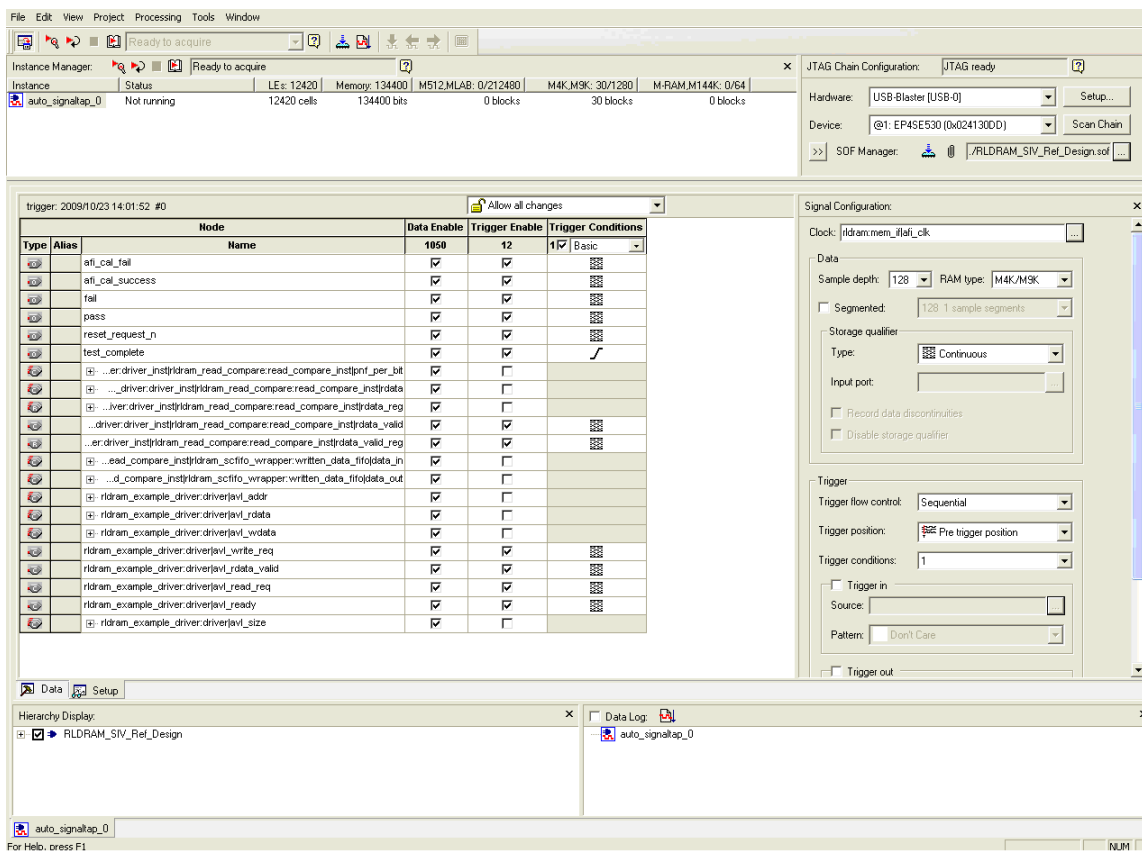 File Edit View Project Processing Tools Window
Ready to acquire
Instance Manager: Ready to acquire
Instance Status LEs: 12420 Memory: 134400 M512,MLAB: 0/212480 M4K,M9K: 30/1280 M-RAM,M144K: 0/64
auto_signaltap_0 Not running 12420 cells 134400 bits 0 blocks 30 blocks 0 blocks
JTAG Chain Configuration: JTAG ready
Hardware: USB-Blaster [USB-0] Setup...
Device: @1: EP4SE530 (0x024130DD) Scan Chain
>> SOF Manager: ./RLDRAM_SIV_Ref_Design.sof ...
trigger: 2009/10/23 14:01:52 #0 Allow all changes
Node Data Enable Trigger Enable Trigger Conditions
Type Alias Name 1050 12 1 Basic
afi_cal_fail
afi_cal_success
fail
pass
reset_request_n
test_complete
...er:driver_inst|rldram_read_compare:read_compare_inst|pnf_per_bit
..._driver:driver_inst|rldram_read_compare:read_compare_inst|rdata
...iver:driver_inst|rldram_read_compare:read_compare_inst|rdata_reg
...driver:driver_inst|rldram_read_compare:read_compare_inst|rdata_valid
...er:driver_inst|rldram_read_compare:read_compare_inst|rdata_valid_reg
...ead_compare_inst|rldram_scfifo_wrapper:written_data_fifo|data_in
...d_compare_inst|rldram_scfifo_wrapper:written_data_fifo|data_out
rldram_example_driver:driver|avl_addr
rldram_example_driver:driver|avl_rdata
rldram_example_driver:driver|avl_wdata
rldram_example_driver:driver|avl_write_req
rldram_example_driver:driver|avl_rdata_valid
rldram_example_driver:driver|avl_read_req
rldram_example_driver:driver|avl_ready
rldram_example_driver:driver|avl_size
Signal Configuration:
Clock: rldram:mem_if|afi_clk ...
Data
Sample depth: 128 RAM type: M4K/M9K
Segmented: 128 1 sample segments
Storage qualifier
Type: Continuous
Input port: ...
Record data discontinuities
Disable storage qualifier
Trigger
Trigger flow control: Sequential
Trigger position: Pre trigger position
Trigger conditions: 1
Trigger in
Source: ...
Pattern: Don't Care
Trigger out
Data Setup
Hierarchy Display:
RLDRAM_SIV_Ref_Design
Data Log:
auto_signaltap_0
auto_signaltap_0
For Help, press F1
NUM